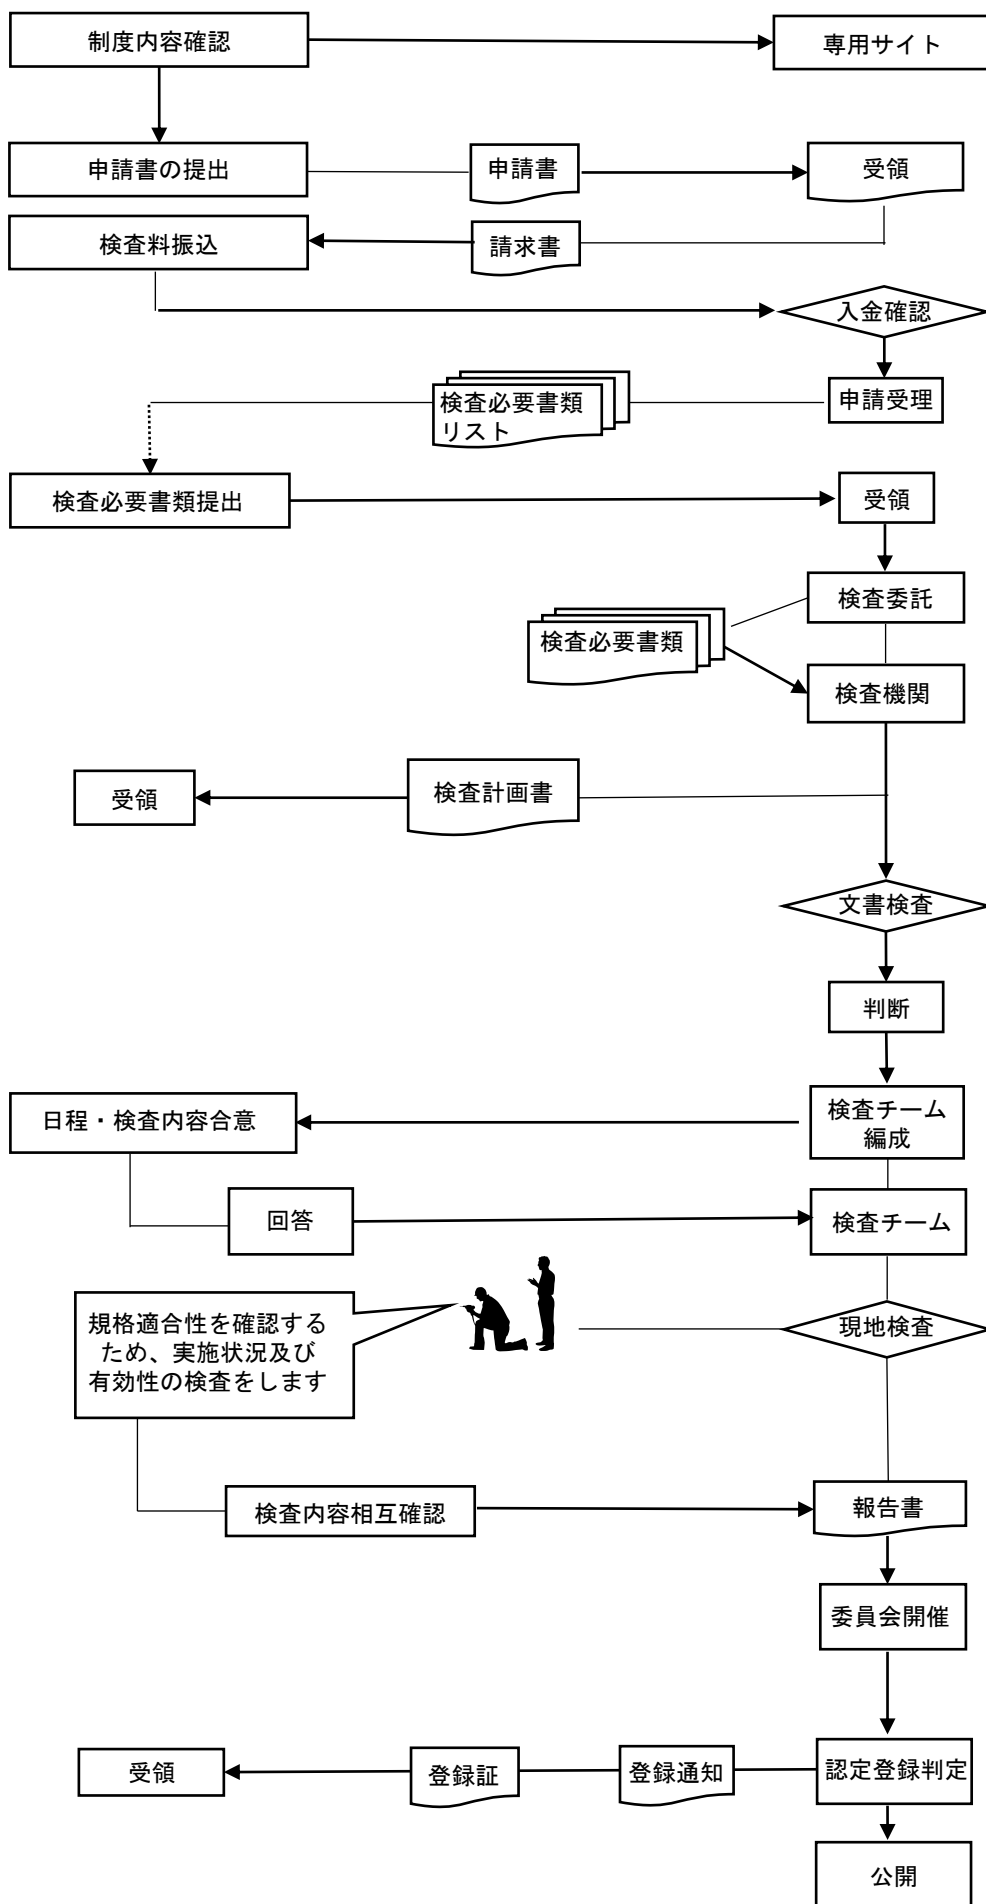 制度内容確認
専用サイト
申請書の提出
申請書
受領
検査料振込
請求書
入金確認
申請受理
検査必要書類
リスト
検査必要書類提出
受領
検査委託
検査必要書類
検査機関
受領
検査計画書
文書検査
判断
日程・検査内容合意
検査チーム
編成
回答
検査チーム
規格適合性を確認する
ため、実施状況及び
有効性の検査をします
現地検査
検査内容相互確認
報告書
委員会開催
受領
登録証
登録通知
認定登録判定
公開